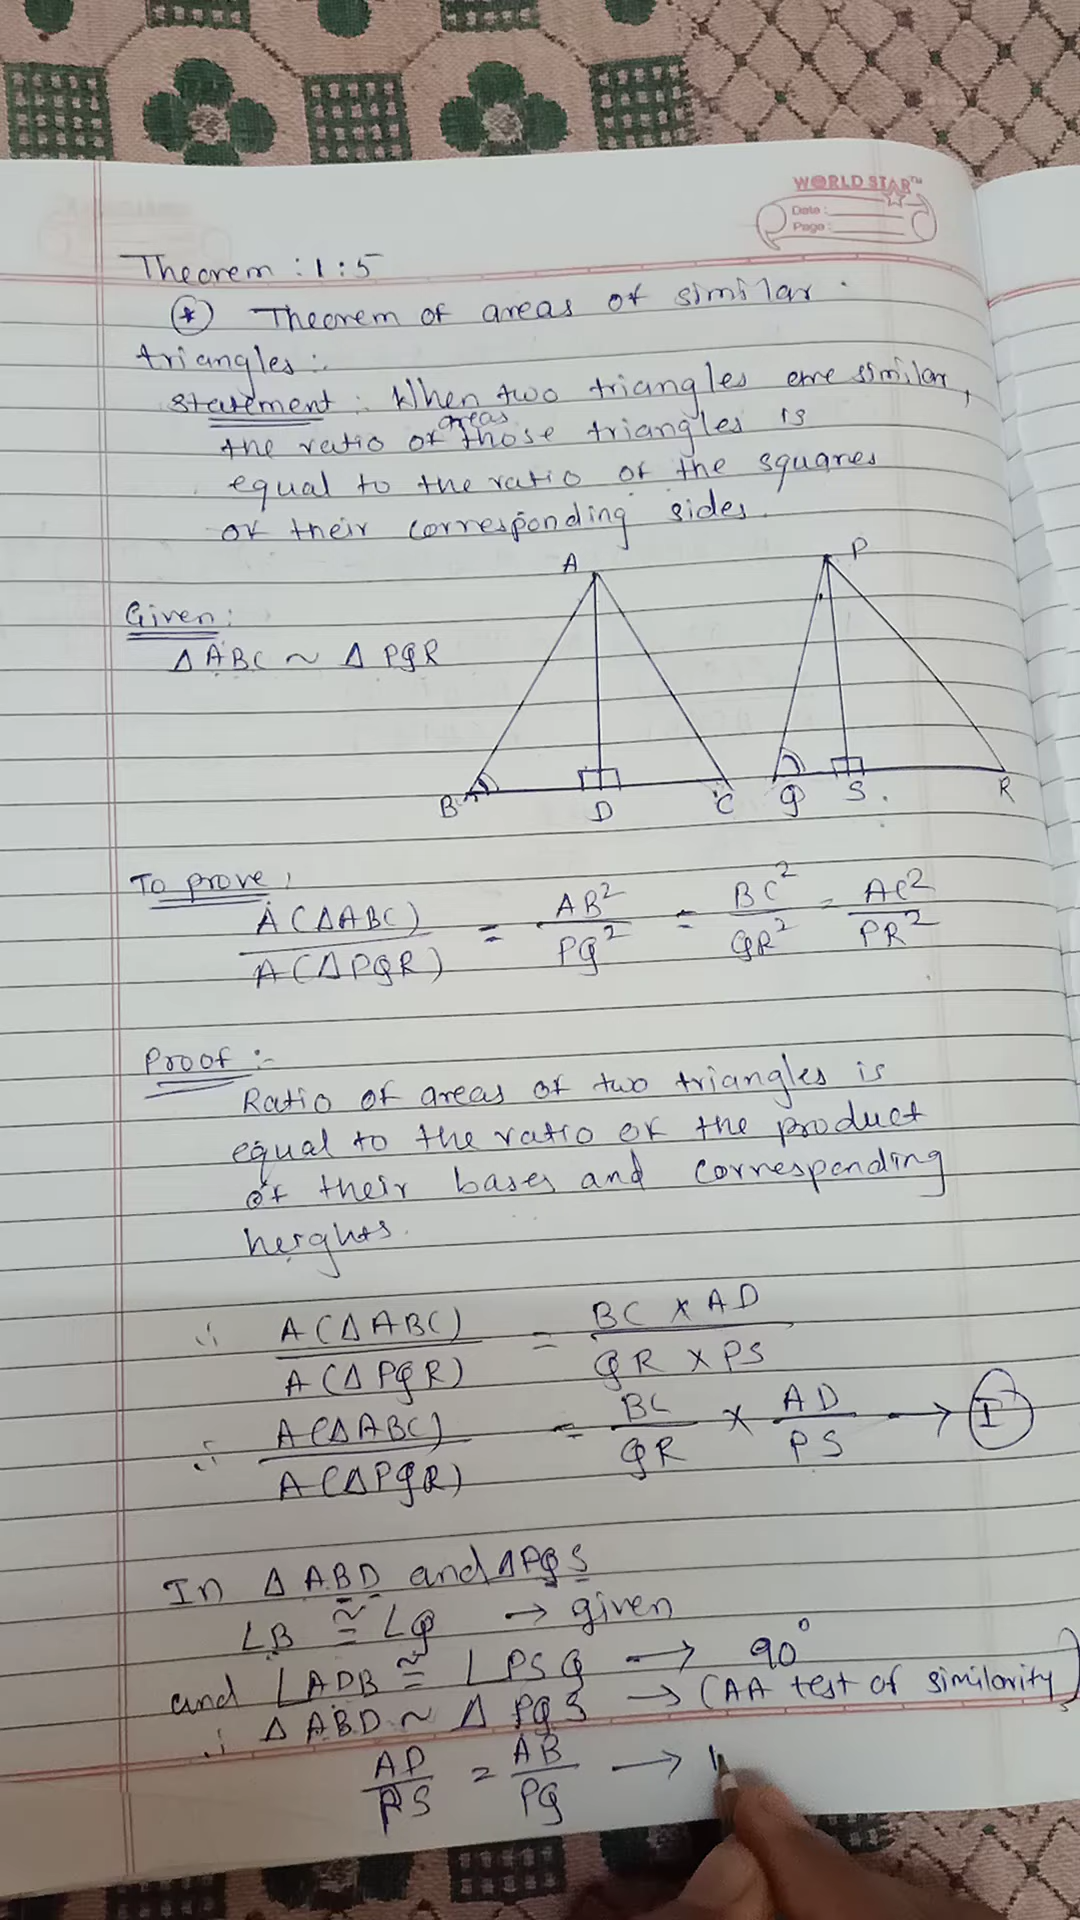 WORLD STAR™
Date :
Page :
Theorem : 1 : 5
* Theorem of areas of similar
triangles :
Statement : When two triangles are similar,
the ratio of areas those triangles is
equal to the ratio of the squares
of their corresponding sides.
Given :
Δ ABC ~ Δ PQR
A P
B D C Q S R
To prove,
A(ΔABC) / A(ΔPQR) = AB² / PQ² = BC² / QR² = AC² / PR²
Proof :-
Ratio of areas of two triangles is
equal to the ratio of the product
of their bases and corresponding
heights.
∴ A(ΔABC) / A(ΔPQR) = BC × AD / QR × PS
∴ A(ΔABC) / A(ΔPQR) = BC / QR × AD / PS → I
In Δ ABD and Δ PQS
∠B ≅ ∠Q → given
and ∠ADB ≅ ∠PSQ → 90°
∴ Δ ABD ~ Δ PQS → (AA test of similarity)
AD / PS = AB / PQ →